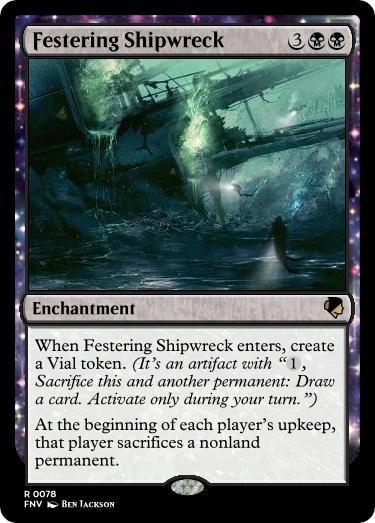 Festering Shipwreck 3
Enchantment
When Festering Shipwreck enters, create
a Vial token. (It's an artifact with “1,
Sacrifice this and another permanent: Draw
a card. Activate only during your turn.”)
At the beginning of each player's upkeep,
that player sacrifices a nonland
permanent.
R 0078
FNV Ben Jackson